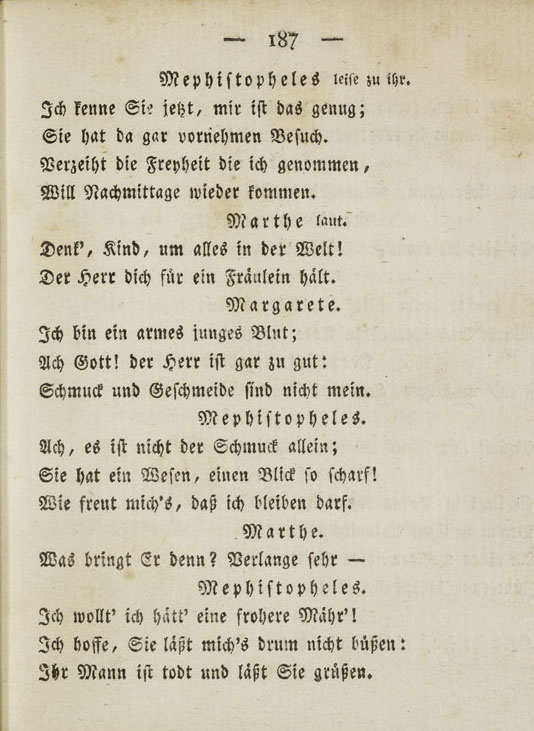 — 187 —
Mephistopheles leise zu ihr.
Ich kenne Sie jetzt, mir ist das genug;
Sie hat da gar vornehmen Besuch.
Verzeiht die Freyheit die ich genommen,
Will Nachmittage wieder kommen.
Marthe laut.
Denk', Kind, um alles in der Welt!
Der Herr dich für ein Fräulein hält.
Margarete.
Ich bin ein armes junges Blut;
Ach Gott! der Herr ist gar zu gut:
Schmuck und Geschmeide sind nicht mein.
Mephistopheles.
Ach, es ist nicht der Schmuck allein;
Sie hat ein Wesen, einen Blick so scharf!
Wie freut mich's, daß ich bleiben darf.
Marthe.
Was bringt Er denn? Verlange sehr —
Mephistopheles.
Ich wollt' ich hätt' eine frohere Mähr'!
Ich hoffe, Sie läßt mich's drum nicht büßen:
Ihr Mann ist todt und läßt Sie grüßen.